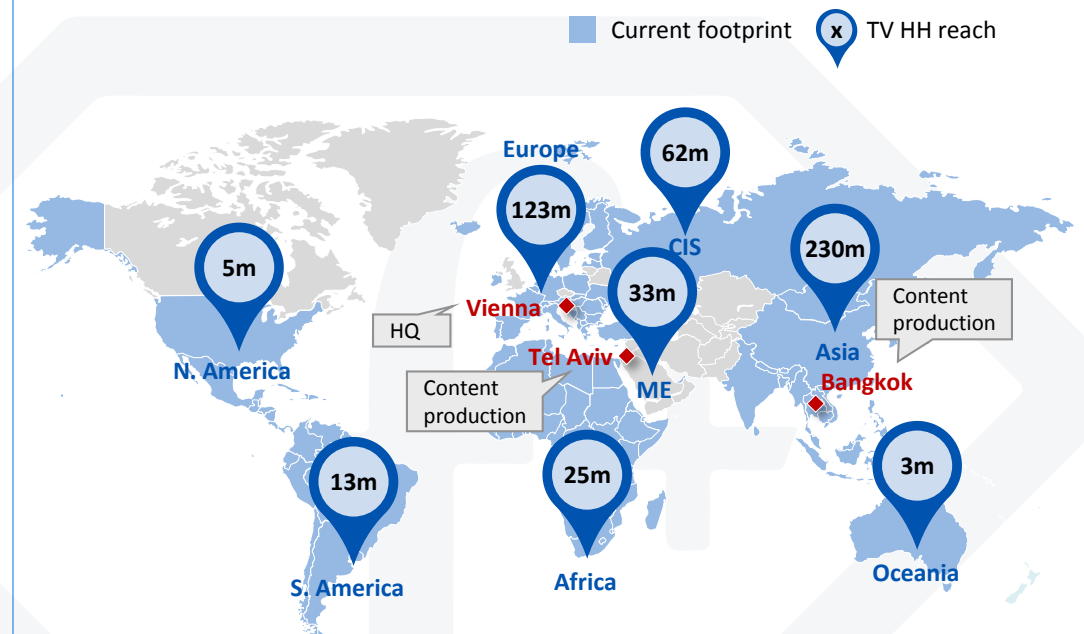 Current footprint
x
TV HH reach
62m
Europe
123m
CIS
230m
5m
33m
Content
production
Vienna
HQ
Tel Aviv
Asia
N. America
Bangkok
Content
production
ME
3m
25m
13m
Oceania
Africa
S. America